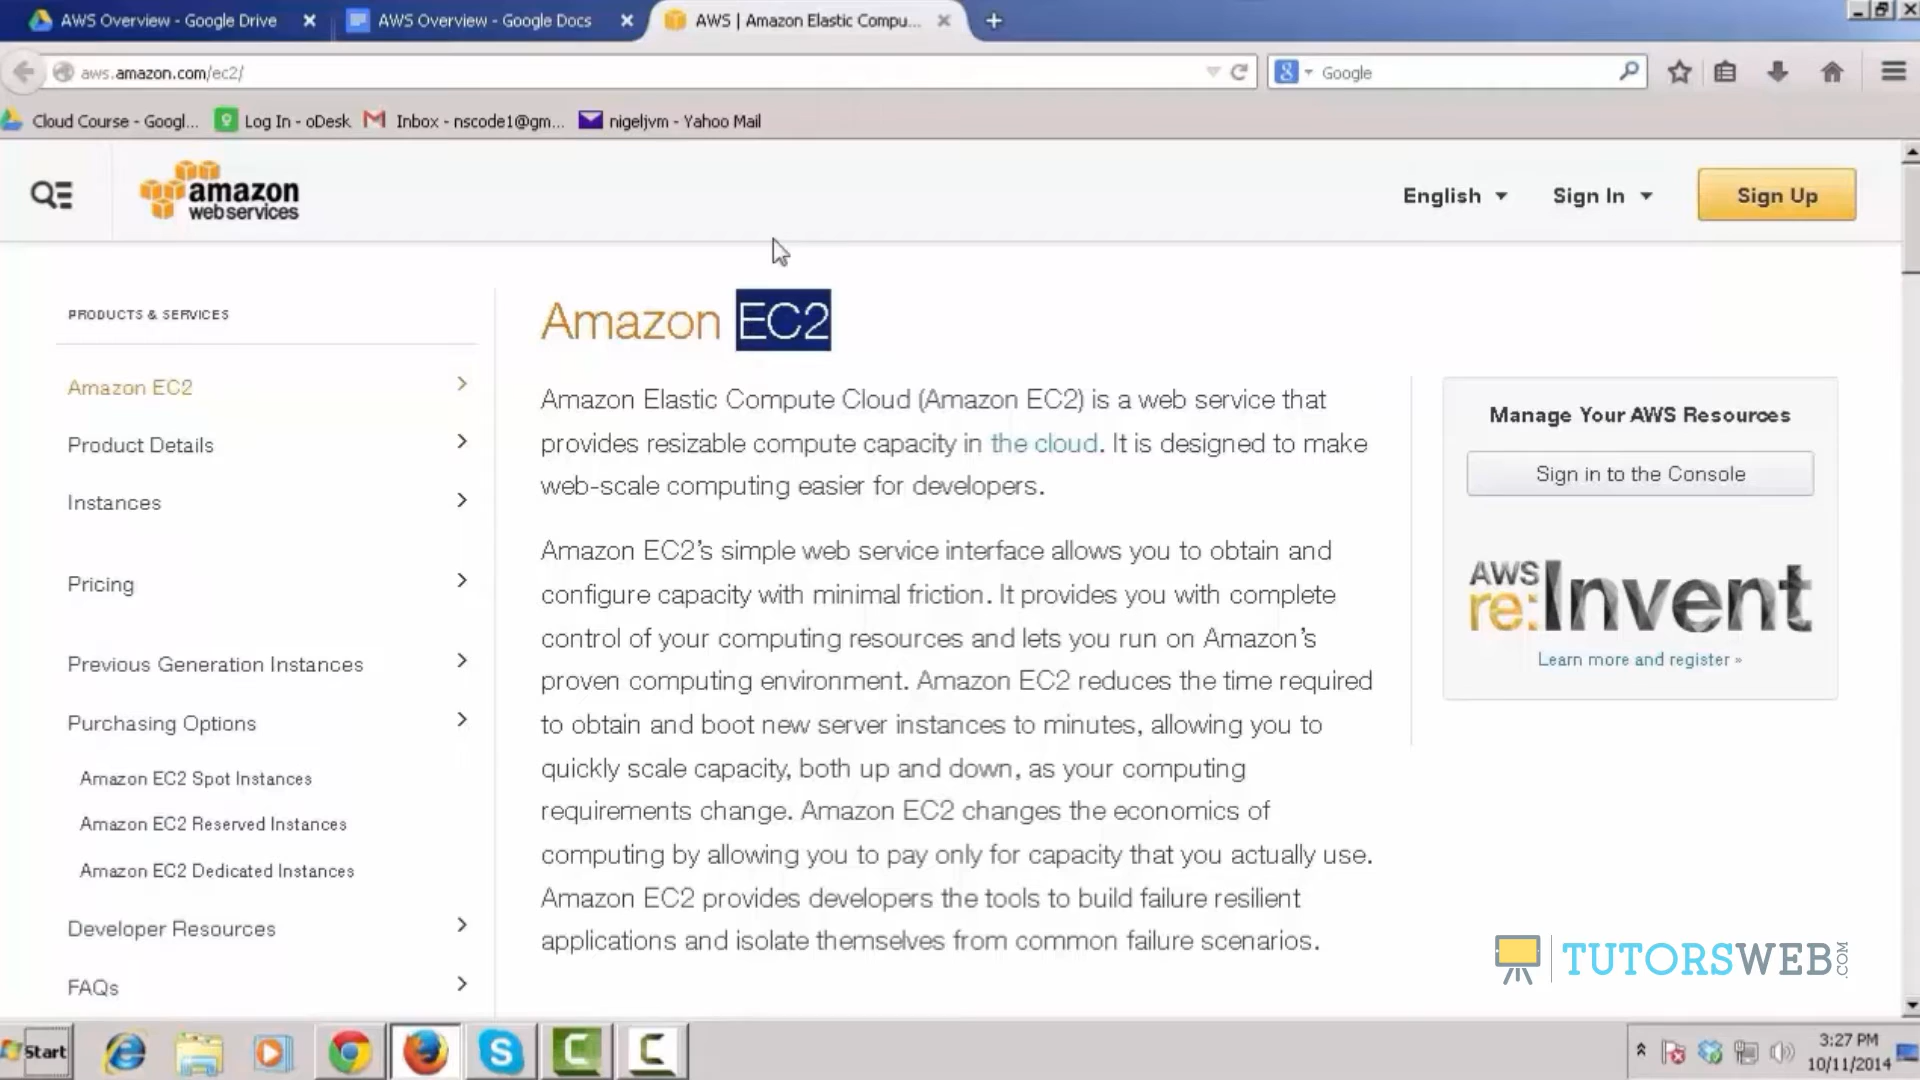 AWS Overview - Google Drive
AWS Overview - Google Docs
AWS | Amazon Elastic Compu...
aws.amazon.com/ec2/
Google
Cloud Course - Googl...
Log In - oDesk
Inbox - nscode1@gm...
nigeljvm - Yahoo Mail
amazon
webservices
English
Sign In
Sign Up
PRODUCTS & SERVICES
Amazon EC2
Product Details
Instances
Pricing
Previous Generation Instances
Purchasing Options
Amazon EC2 Spot Instances
Amazon EC2 Reserved Instances
Amazon EC2 Dedicated Instances
Developer Resources
FAQs
Amazon EC2
Amazon Elastic Compute Cloud (Amazon EC2) is a web service that
provides resizable compute capacity in the cloud. It is designed to make
web-scale computing easier for developers.
Amazon EC2’s simple web service interface allows you to obtain and
configure capacity with minimal friction. It provides you with complete
control of your computing resources and lets you run on Amazon’s
proven computing environment. Amazon EC2 reduces the time required
to obtain and boot new server instances to minutes, allowing you to
quickly scale capacity, both up and down, as your computing
requirements change. Amazon EC2 changes the economics of
computing by allowing you to pay only for capacity that you actually use.
Amazon EC2 provides developers the tools to build failure resilient
applications and isolate themselves from common failure scenarios.
Manage Your AWS Resources
Sign in to the Console
AWS
re:Invent
Learn more and register »
TUTORSWEB.COM
Start
3:27 PM
10/11/2014